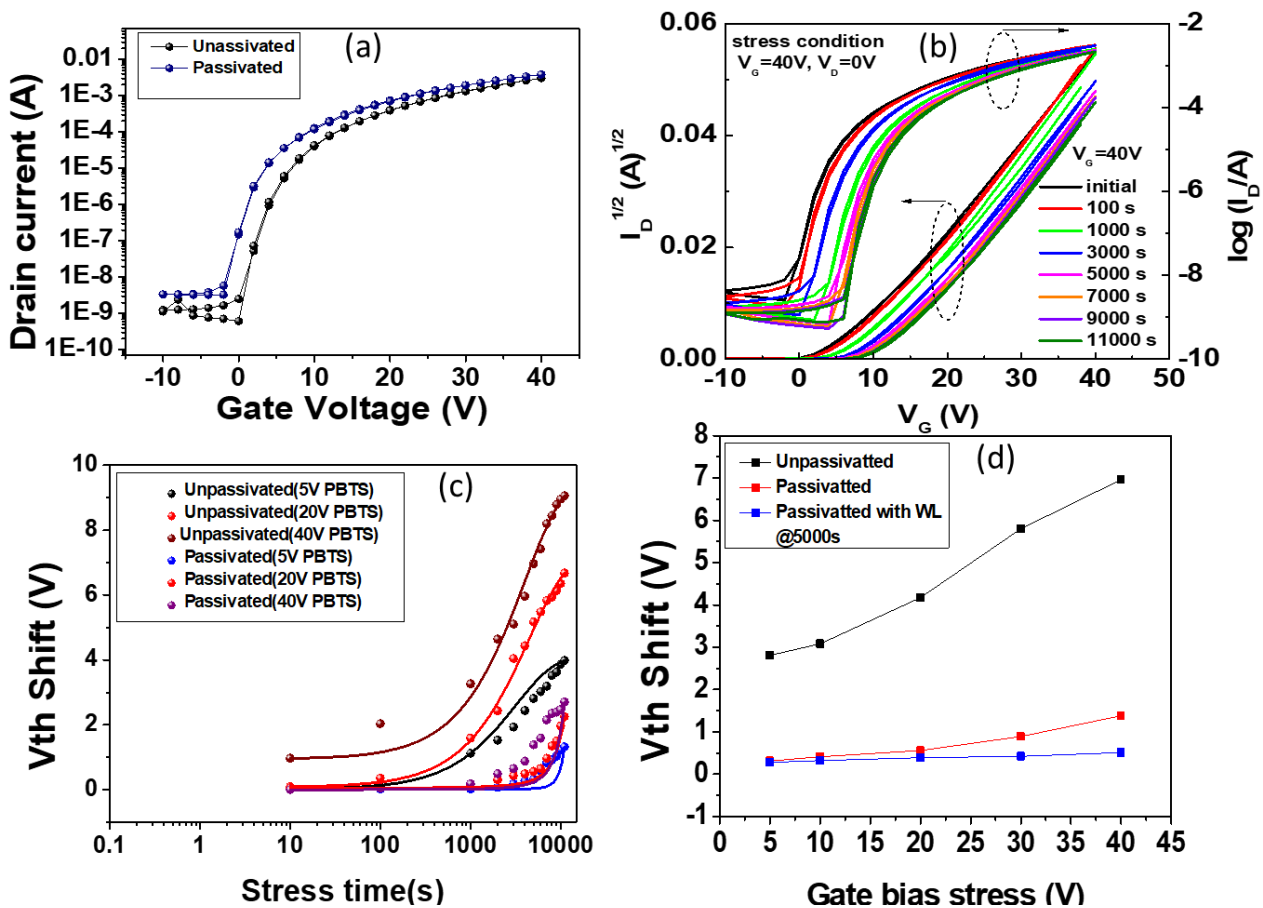 (a)
Unassivated
Passivated
Drain current (A)
0.01
1E-3
1E-4
1E-5
1E-6
1E-7
1E-8
1E-9
1E-10
-10 0 10 20 30 40
Gate Voltage (V)
(b)
stress condition
V_G=40V, V_D=0V
I_D^1/2 (A)^1/2
0.06
0.04
0.02
0.00
-2
-4
-6
-8
-10
log (I_D/A)
V_G=40V
initial
100 s
1000 s
3000 s
5000 s
7000 s
9000 s
11000 s
-10 0 10 20 30 40 50
V_G (V)
(c)
Unpassivated(5V PBTS)
Unpassivated(20V PBTS)
Unpassivated(40V PBTS)
Passivated(5V PBTS)
Passivated(20V PBTS)
Passivated(40V PBTS)
Vth Shift (V)
10
8
6
4
2
0
0.1 1 10 100 1000 10000
Stress time(s)
(d)
Unpassivatted
Passivatted
Passivatted with WL
@5000s
Vth Shift (V)
8
7
6
5
4
3
2
1
0
-1
0 5 10 15 20 25 30 35 40 45
Gate bias stress (V)